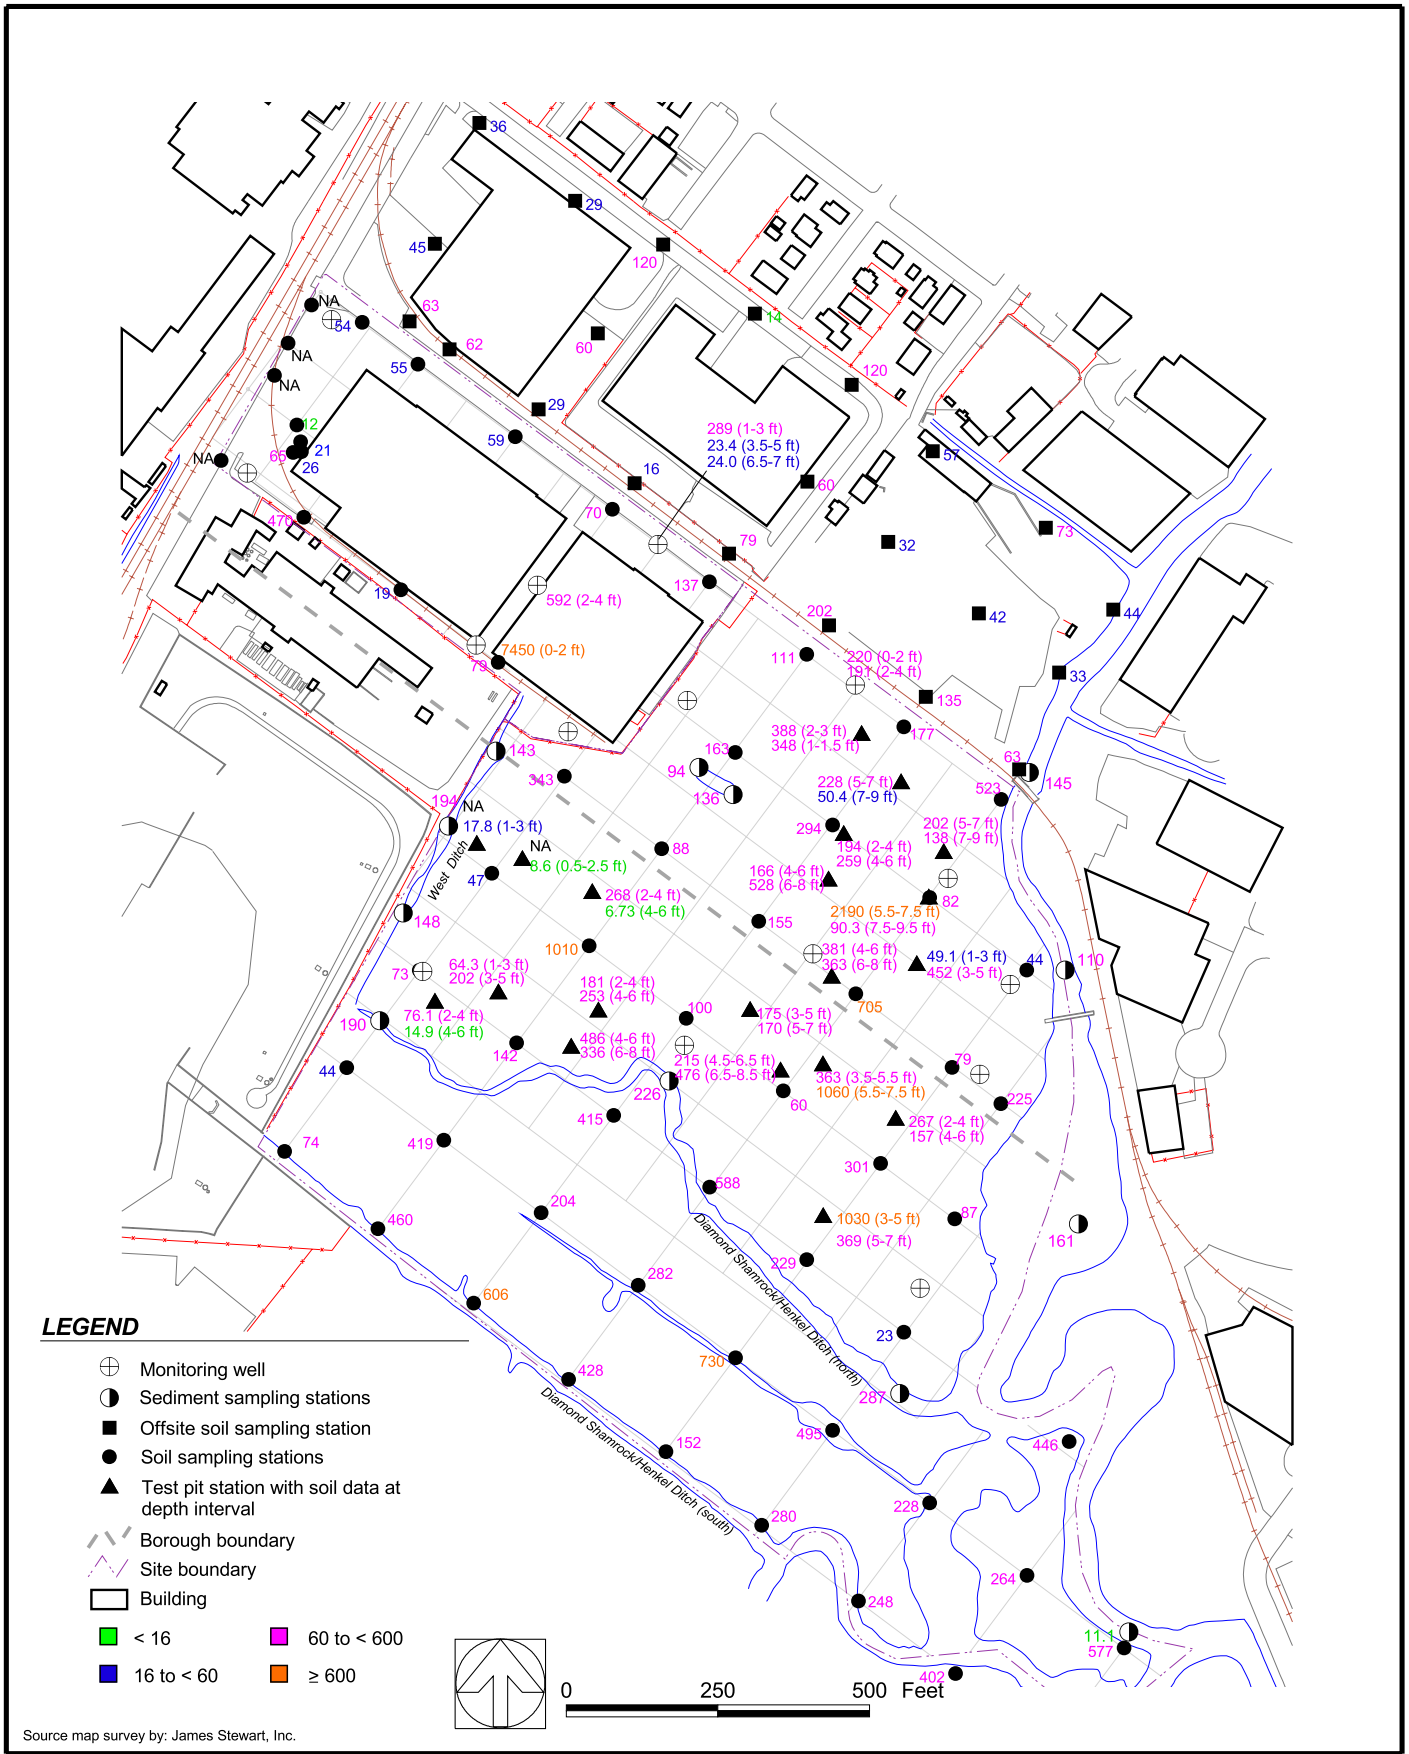 36
29
45
120
NA
54
63
14
62
60
NA
55
120
NA
29
289 (1-3 ft)
23.4 (3.5-5 ft)
24.0 (6.5-7 ft)
12
59
21
65
26
NA
57
16
60
470
70
73
79
32
137
19
592 (2-4 ft)
202
42
44
7450 (0-2 ft)
79
111
220 (0-2 ft)
191 (2-4 ft)
33
135
388 (2-3 ft)
348 (1-1.5 ft)
177
143
163
63
94
343
228 (5-7 ft)
50.4 (7-9 ft)
145
136
523
194
NA
17.8 (1-3 ft)
294
202 (5-7 ft)
138 (7-9 ft)
194 (2-4 ft)
259 (4-6 ft)
88
NA
8.6 (0.5-2.5 ft)
West Ditch
47
166 (4-6 ft)
528 (6-8 ft)
268 (2-4 ft)
6.73 (4-6 ft)
82
2190 (5.5-7.5 ft)
90.3 (7.5-9.5 ft)
148
155
1010
381 (4-6 ft)
363 (6-8 ft)
49.1 (1-3 ft)
452 (3-5 ft)
44
110
73
64.3 (1-3 ft)
202 (3-5 ft)
181 (2-4 ft)
253 (4-6 ft)
100
705
76.1 (2-4 ft)
14.9 (4-6 ft)
175 (3-5 ft)
170 (5-7 ft)
190
142
486 (4-6 ft)
336 (6-8 ft)
215 (4.5-6.5 ft)
476 (6.5-8.5 ft)
79
44
363 (3.5-5.5 ft)
1060 (5.5-7.5 ft)
226
60
225
415
267 (2-4 ft)
157 (4-6 ft)
74
419
301
588
204
460
1030 (3-5 ft)
369 (5-7 ft)
87
161
229
282
606
Diamond Shamrock/Henkel Ditch (north)
23
730
428
287
Diamond Shamrock/Henkel Ditch (south)
495
446
152
228
280
264
248
11.1
577
402
LEGEND
Monitoring well
Sediment sampling stations
Offsite soil sampling station
Soil sampling stations
Test pit station with soil data at
depth interval
Borough boundary
Site boundary
Building
< 16
60 to < 600
16 to < 60
≥ 600
0 250 500 Feet
Source map survey by: James Stewart, Inc.